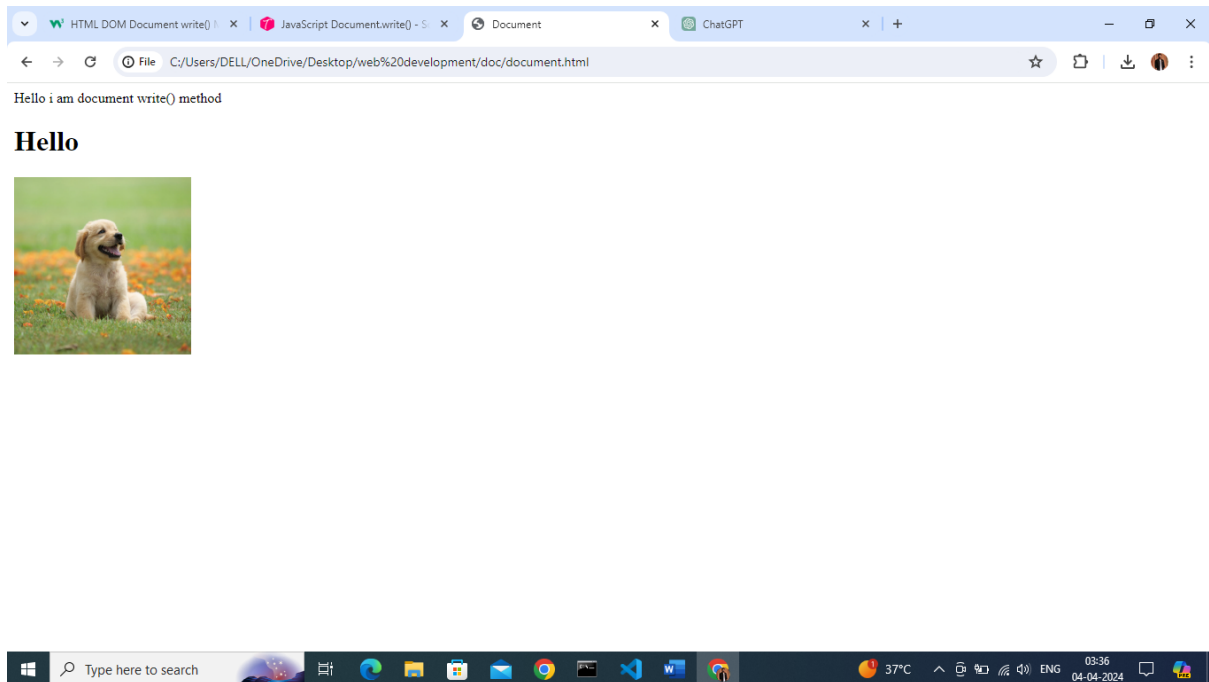 HTML DOM Document write()
JavaScript Document.write() - S
Document
ChatGPT
File C:/Users/DELL/OneDrive/Desktop/web%20development/doc/document.html
Hello i am document write() method
Hello
Type here to search
1
37°C
ENG
03:36
04-04-2024